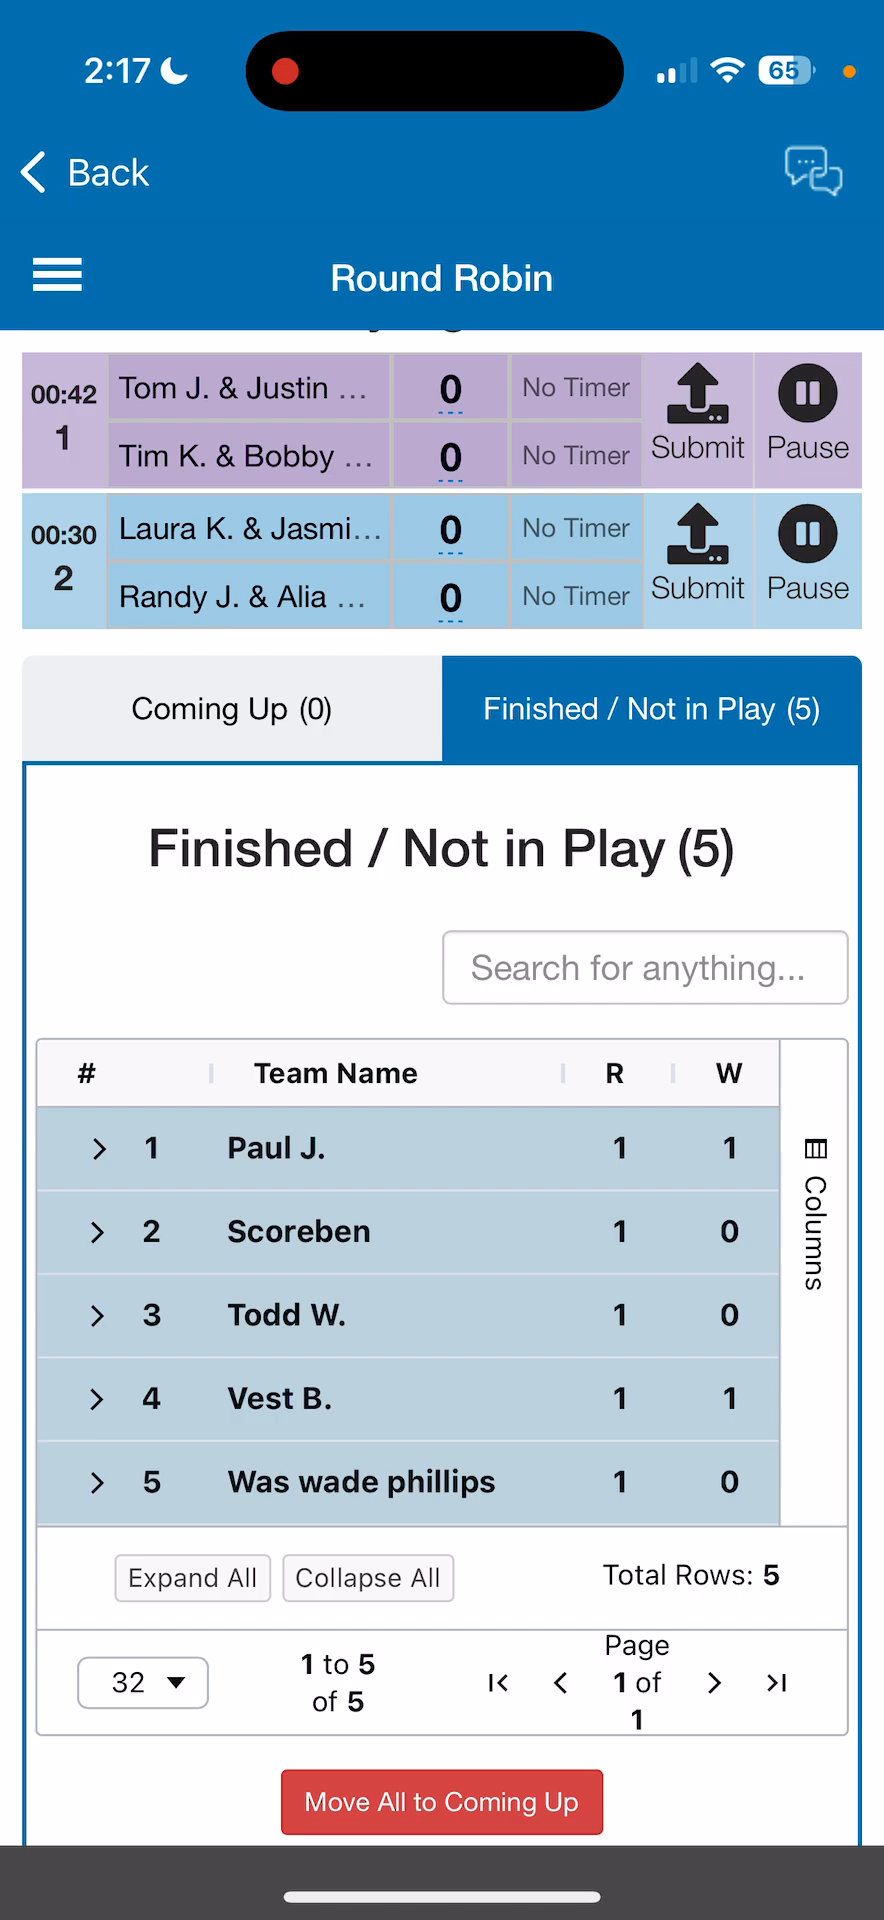 2:17
65
Back
Round Robin
00:42
1
Tom J. & Justin ...
0
No Timer
Tim K. & Bobby ...
0
No Timer
Submit
Pause
00:30
2
Laura K. & Jasmi...
0
No Timer
Randy J. & Alia ...
0
No Timer
Submit
Pause
Coming Up (0)
Finished / Not in Play (5)
Finished / Not in Play (5)
Search for anything...
# Team Name R W
1 Paul J. 1 1
2 Scoreben 1 0
3 Todd W. 1 0
4 Vest B. 1 1
5 Was wade phillips 1 0
Columns
Expand All
Collapse All
Total Rows: 5
32
1 to 5
of 5
Page
1 of
1
Move All to Coming Up